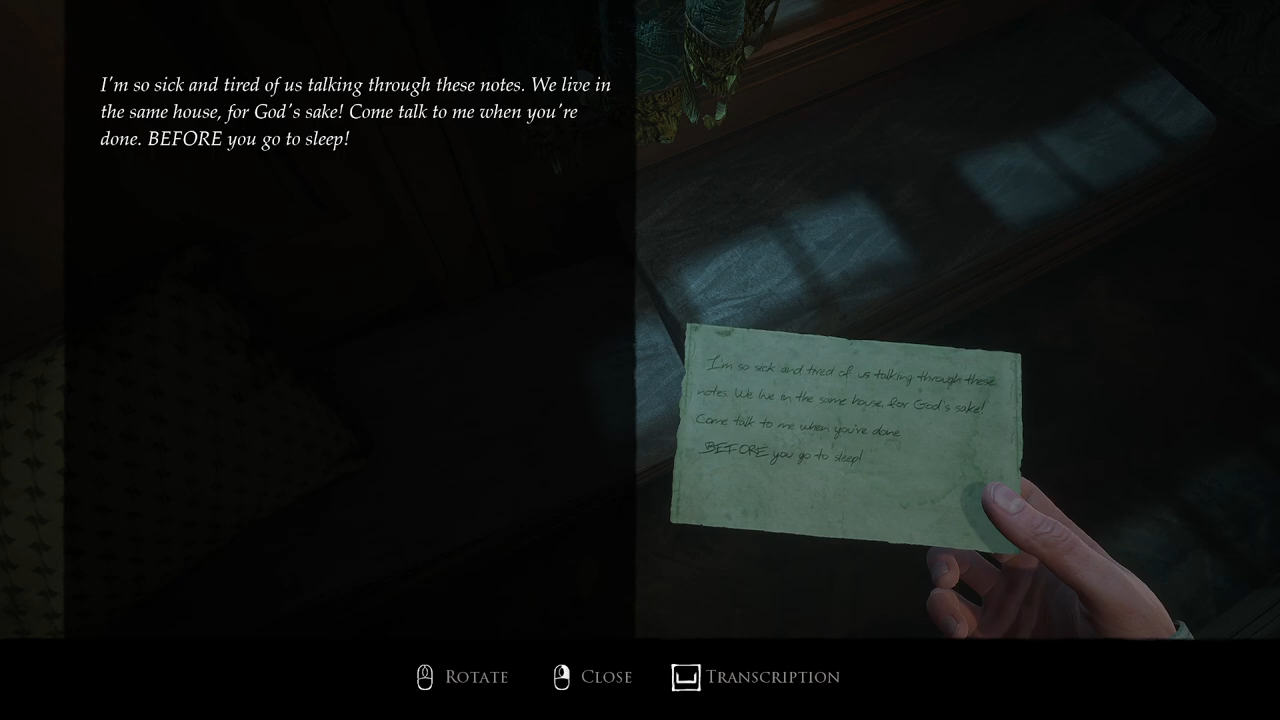 I'm so sick and tired of us talking through these notes. We live in
the same house, for God's sake! Come talk to me when you're
done. BEFORE you go to sleep!
I'm so sick and tired of us talking through these
notes. We live in the same house, for God's sake!
Come talk to me when you're done
BEFORE you go to sleep!
Rotate
Close
Transcription